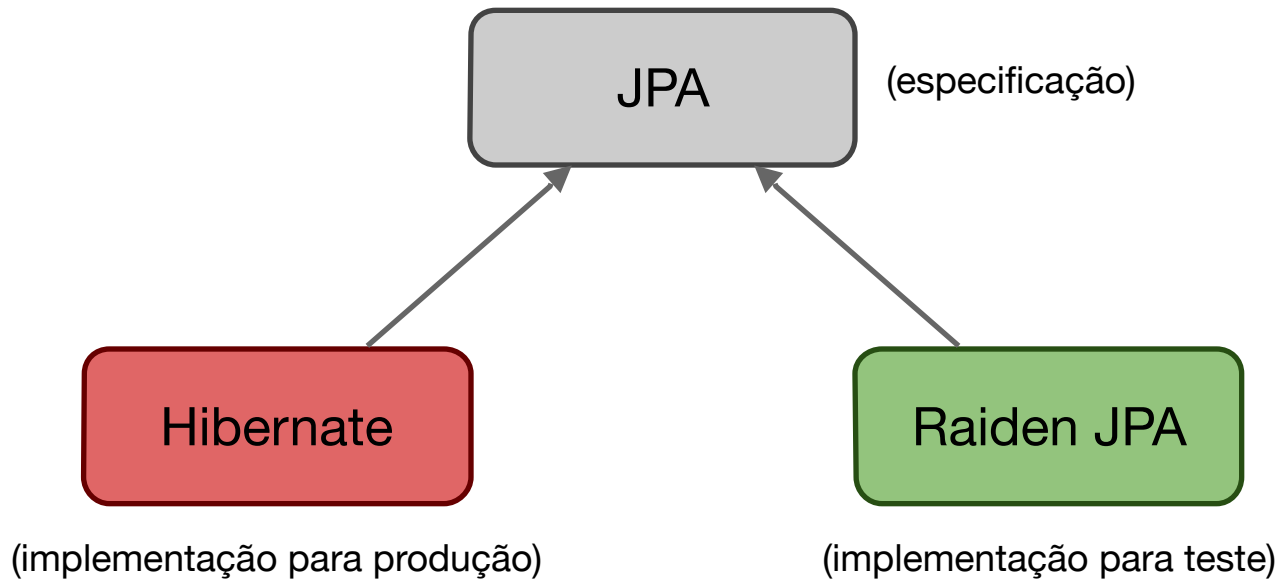 JPA
(especificação)
Hibernate
Raiden JPA
(implementação para produção)
(implementação para teste)